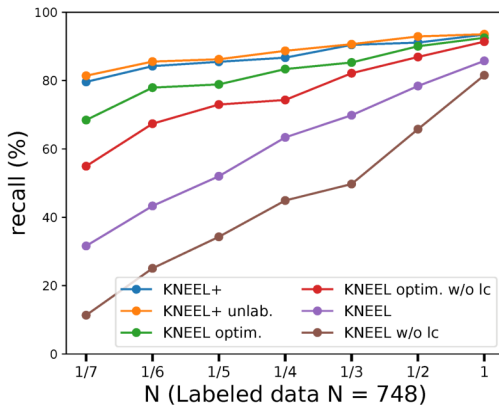 100
80
60
40
20
0
recall (%)
KNEEL+
KNEEL+ unlab.
KNEEL optim.
KNEEL optim. w/o lc
KNEEL
KNEEL w/o lc
1/7 1/6 1/5 1/4 1/3 1/2 1
N (Labeled data N = 748)